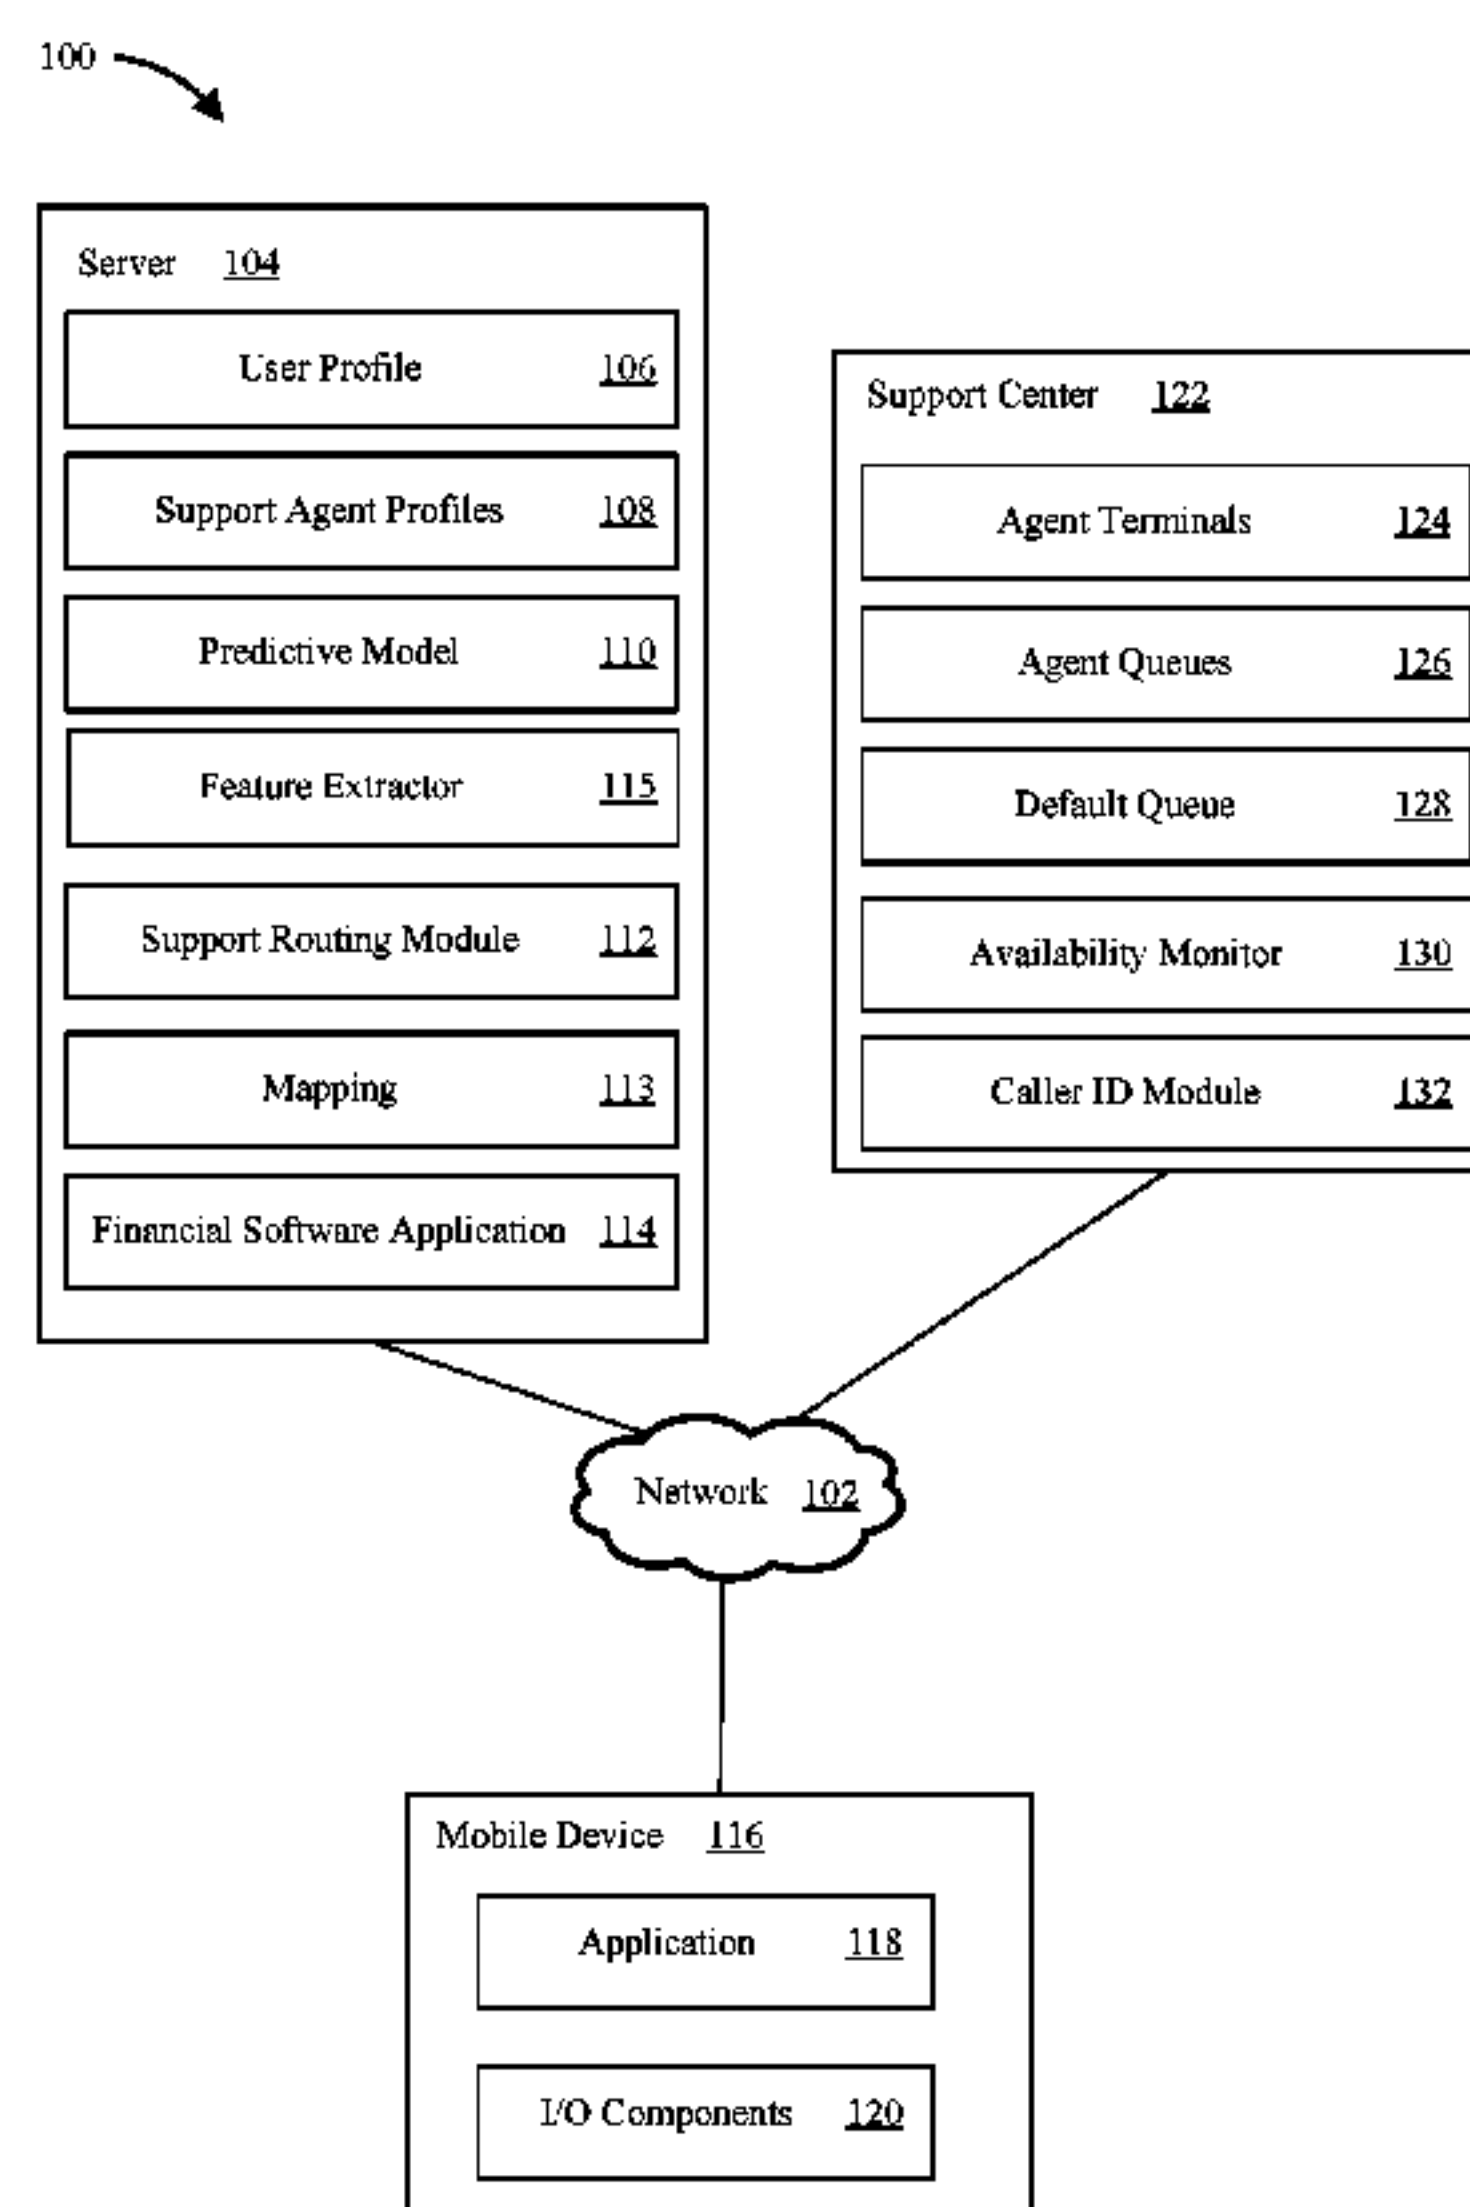 100
Server 104
User Profile 106
Support Agent Profiles 108
Predictive Model 110
Feature Extractor 115
Support Routing Module 112
Mapping 113
Financial Software Application 114
Support Center 122
Agent Terminals 124
Agent Queues 126
Default Queue 128
Availability Monitor 130
Caller ID Module 132
Network 102
Mobile Device 116
Application 118
I/O Components 120